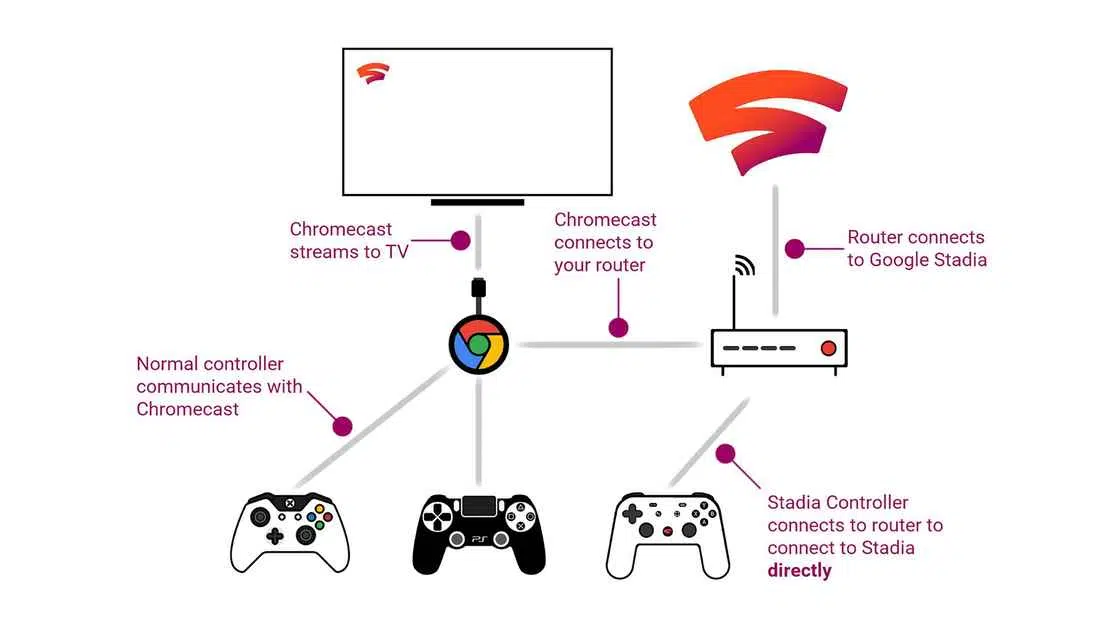 Chromecast
streams to TV
Chromecast
connects to
your router
Router connects
to Google Stadia
Normal controller
communicates with
Chromecast
Stadia Controller
connects to router to
connect to Stadia
directly